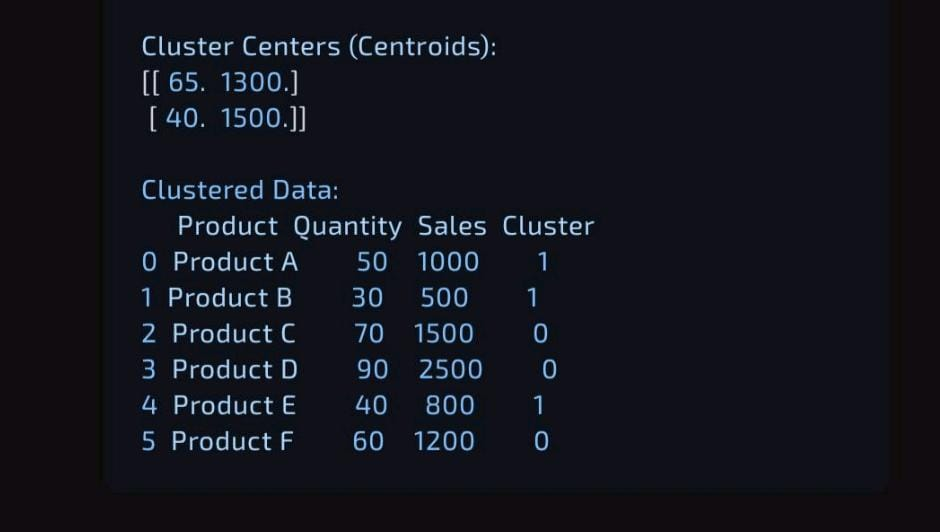 Cluster Centers (Centroids):
[[ 65. 1300.]
[ 40. 1500.]]
Clustered Data:
Product Quantity Sales Cluster
0 Product A 50 1000 1
1 Product B 30 500 1
2 Product C 70 1500 0
3 Product D 90 2500 0
4 Product E 40 800 1
5 Product F 60 1200 0